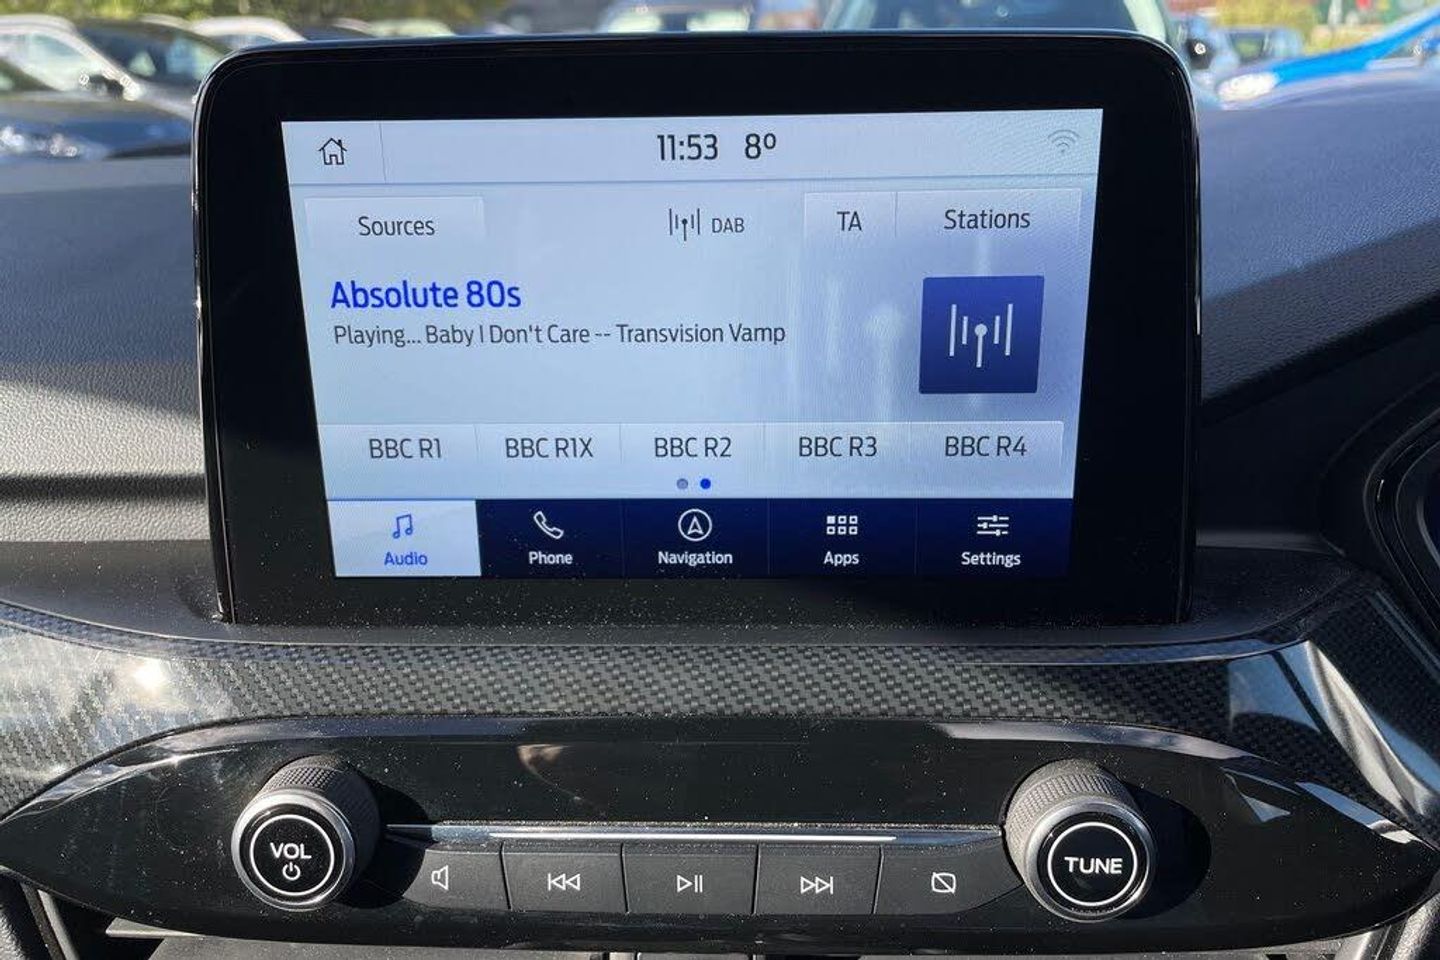 11:53 8º
Sources DAB TA Stations
Absolute 80s
Playing... Baby I Don't Care -- Transvision Vamp
BBC R1 BBC R1X BBC R2 BBC R3 BBC R4
Audio Phone Navigation Apps Settings
VOL TUNE